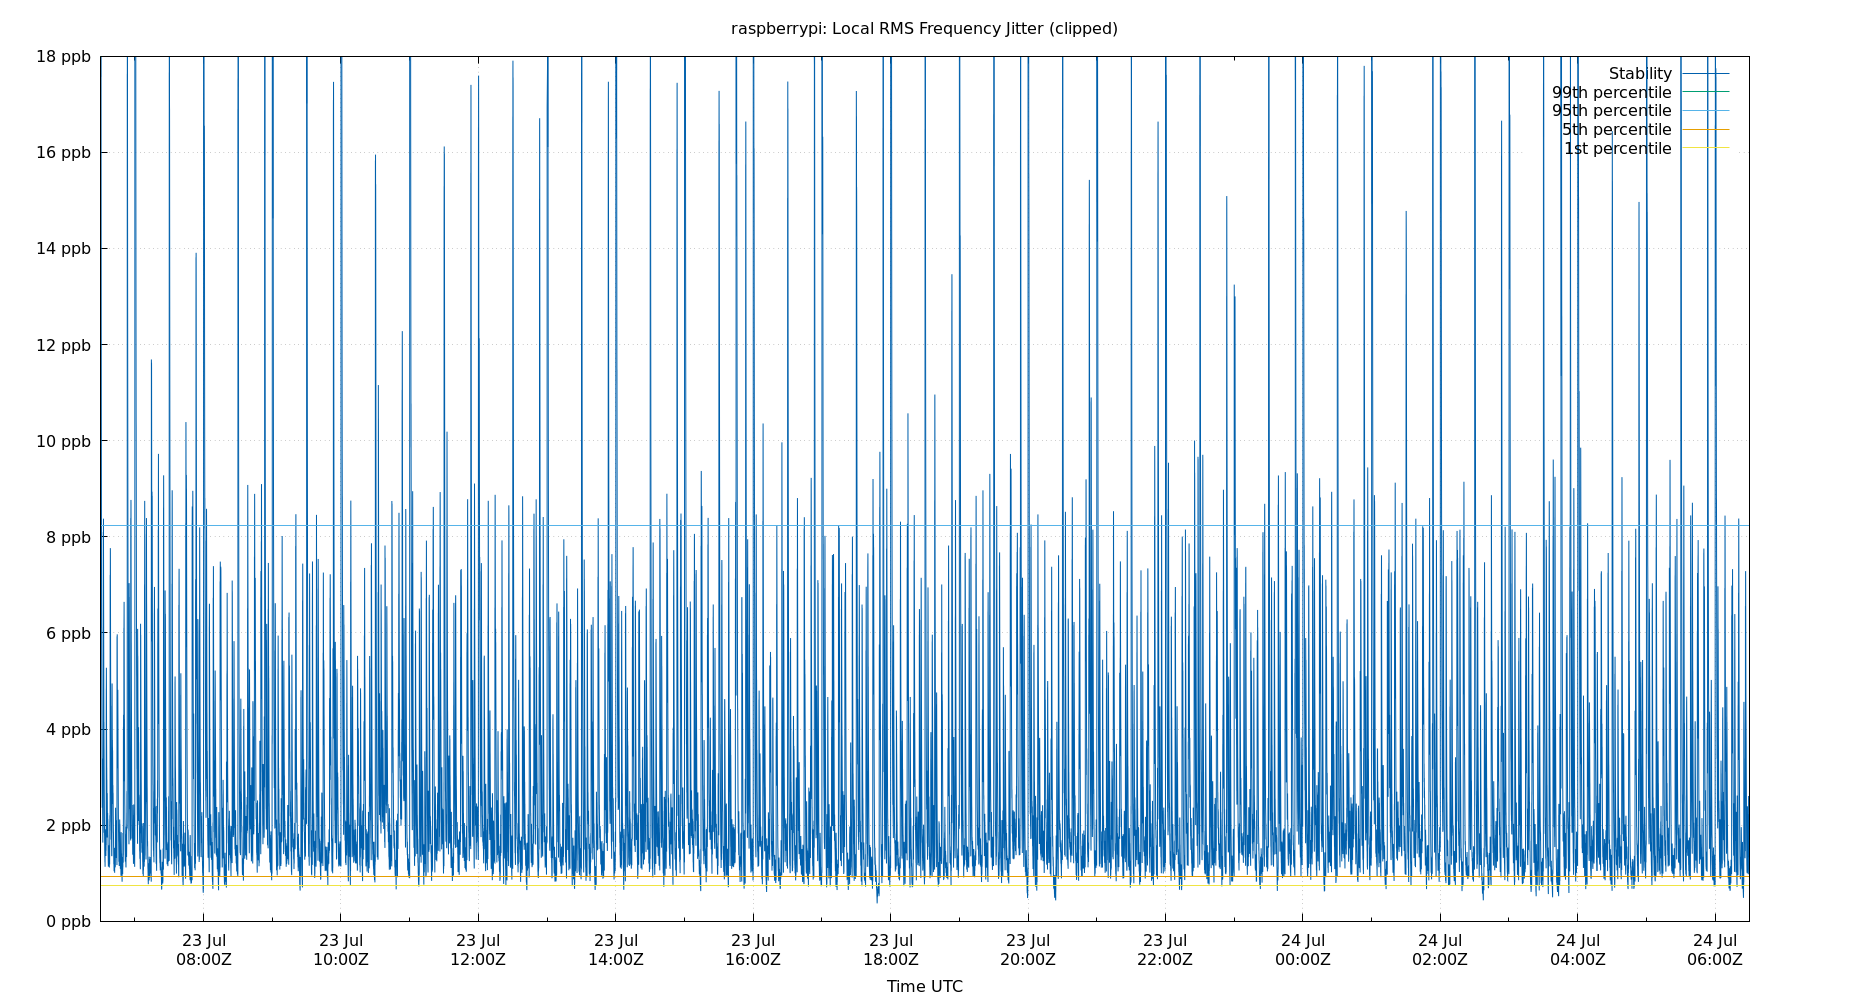 raspberrypi: Local RMS Frequency Jitter (clipped)
18 ppb
16 ppb
14 ppb
12 ppb
10 ppb
8 ppb
6 ppb
4 ppb
2 ppb
0 ppb
Stability
99th percentile
95th percentile
5th percentile
1st percentile
23 Jul 23 Jul 23 Jul 23 Jul 23 Jul 23 Jul 23 Jul 23 Jul 24 Jul 24 Jul 24 Jul 24 Jul
08:00Z 10:00Z 12:00Z 14:00Z 16:00Z 18:00Z 20:00Z 22:00Z 00:00Z 02:00Z 04:00Z 06:00Z
Time UTC